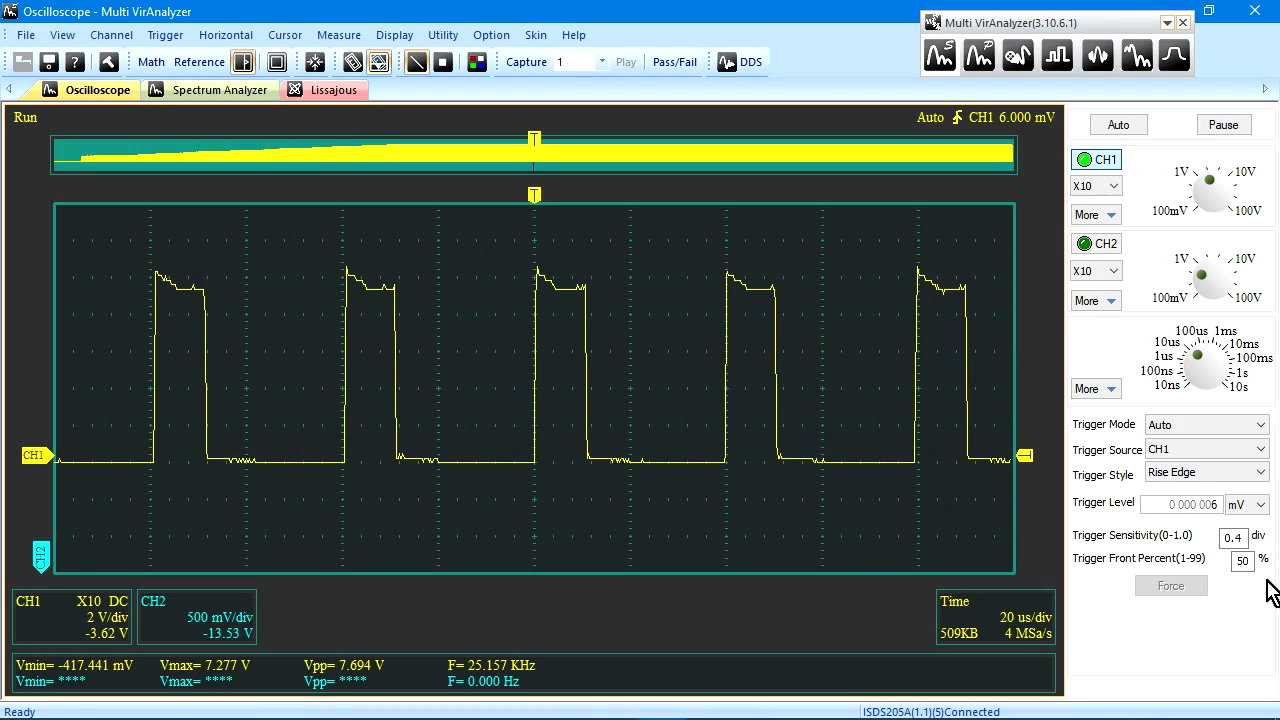 Oscilloscope - Multi VirAnalyzer
Multi VirAnalyzer(3.10.6.1)
File View Channel Trigger Horizontal Cursor Measure Display Utility Option Skin Help
Math Reference Capture 1 Play Pass/Fail DDS
S P
Oscilloscope Spectrum Analyzer Lissajous
Run Auto CH1 6.000 mV
T
T
CH1
CH2
CH1 X10 DC
2 V/div
-3.62 V
CH2
500 mV/div
-13.53 V
Time
20 us/div
509KB 4 MSa/s
Vmin= -417.441 mV Vmax= 7.277 V Vpp= 7.694 V F= 25.157 KHz
Vmin= **** Vmax= **** Vpp= **** F= 0.000 Hz
Auto Pause
CH1
X10
More
1V 10V
100mV 100V
CH2
X10
More
1V 10V
100mV 100V
100us 1ms
10us 10ms
1us 100ms
100ns 1s
10ns 10s
More
Trigger Mode Auto
Trigger Source CH1
Trigger Style Rise Edge
Trigger Level 0 000 006 mV
Trigger Sensitivity(0-1.0) 0.4 div
Trigger Front Percent(1-99) 50 %
Force
Ready ISDS205A(1.1)(5)Connected